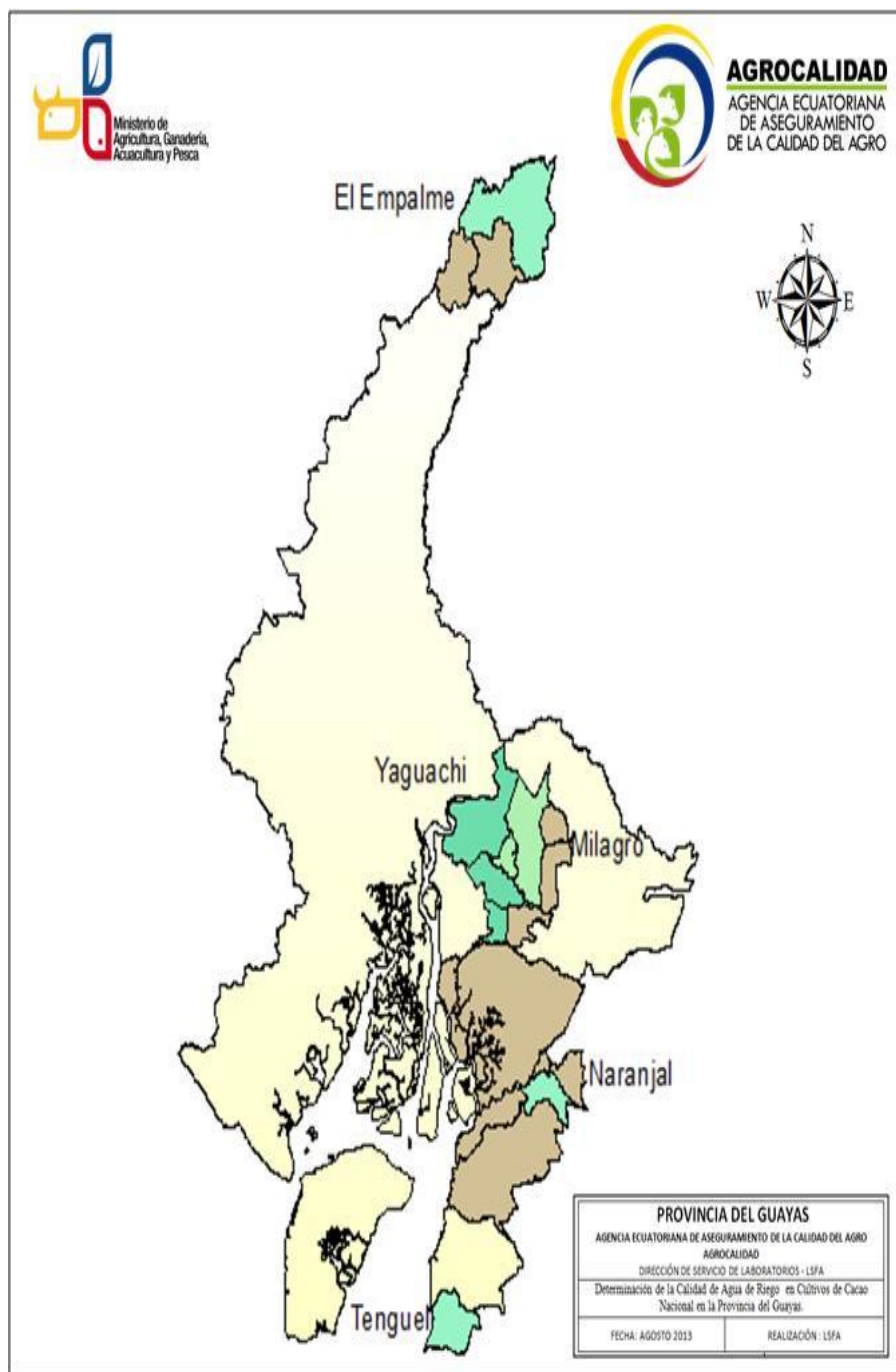 Ministerio de
Agricultura, Ganadería,
Acuacultura y Pesca
AGROCALIDAD
AGENCIA ECUATORIANA
DE ASEGURAMIENTO
DE LA CALIDAD DEL AGRO
El Empalme
N
W E
S
Yaguachi
Milagro
Naranjal
Tenguel
PROVINCIA DEL GUAYAS
AGENCIA ECUATORIANA DE ASEGURAMIENTO DE LA CALIDAD DEL AGRO
AGROCALIDAD
DIRECCIÓN DE SERVICIO DE LABORATORIOS - LSFA
Determinación de la Calidad de Agua de Riego en Cultivos de Cacao
Nacional en la Provincia del Guayas.
FECHA: AGOSTO 2013 REALIZACIÓN : LSFA